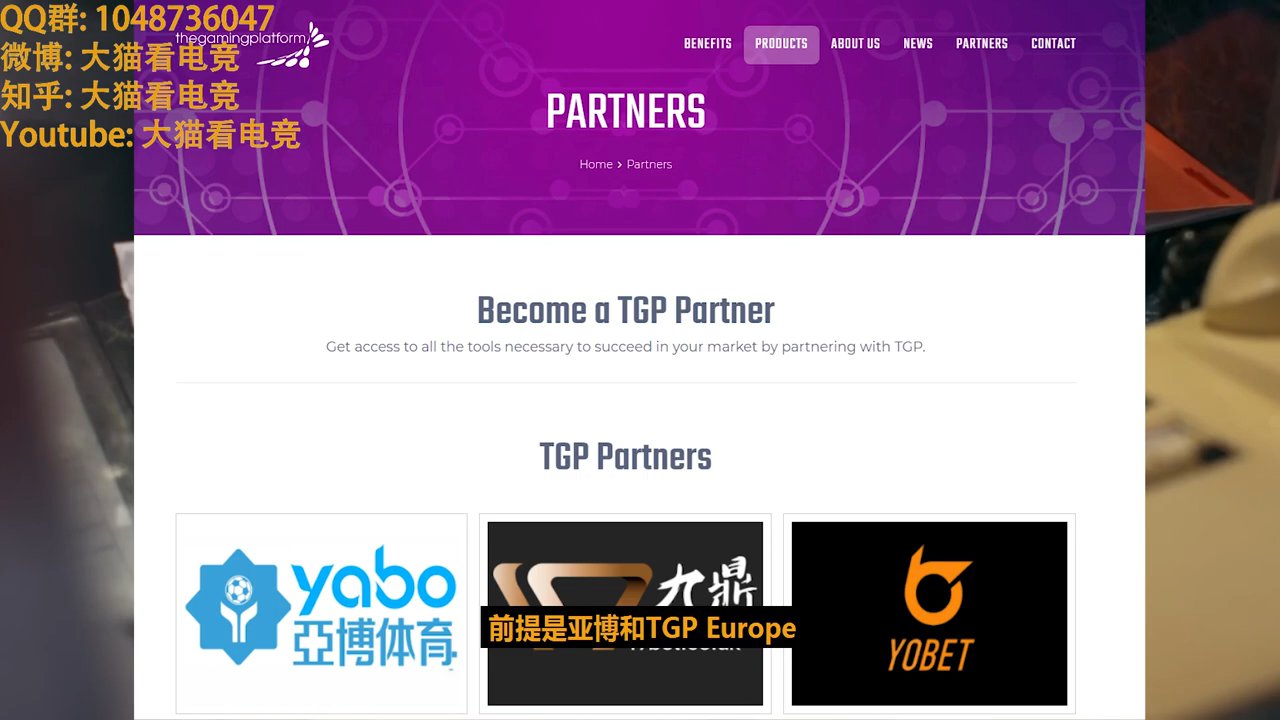 QQ群: 1048736047
微博: 大猫看电竞
知乎: 大猫看电竞
Youtube: 大猫看电竞
thegamingplatform
BENEFITS PRODUCTS ABOUT US NEWS PARTNERS CONTACT
PARTNERS
Home > Partners
Become a TGP Partner
Get access to all the tools necessary to succeed in your market by partnering with TGP.
TGP Partners
yabo
亞博体育
九鼎
YOBET
前提是亚博和TGP Europe